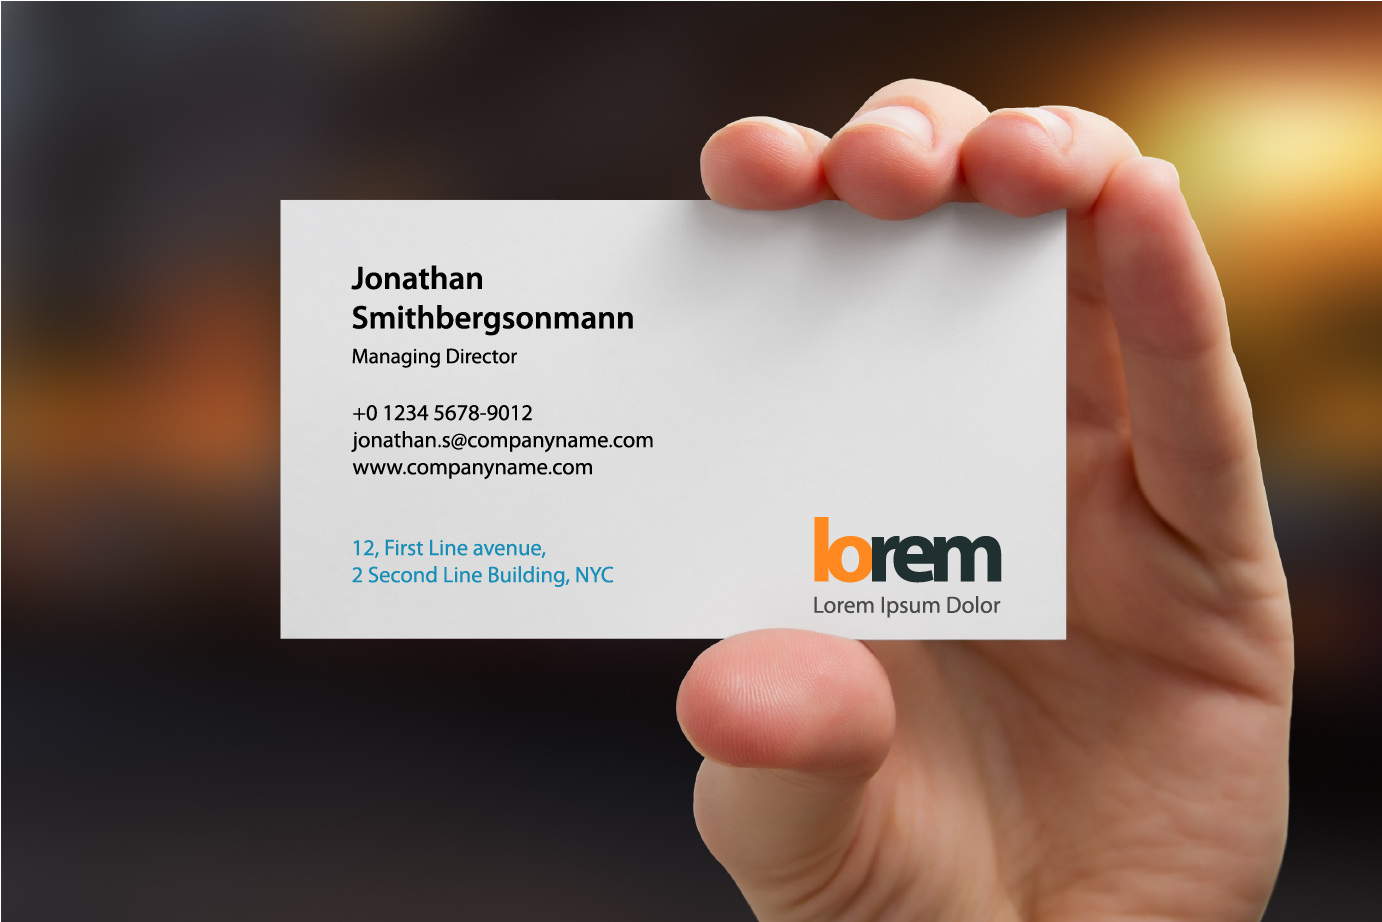 Jonathan
Smithbergsonmann
Managing Director
+0 1234 5678-9012
jonathan.s@companyname.com
www.companyname.com
12, First Line avenue,
2 Second Line Building, NYC
lorem
Lorem Ipsum Dolor